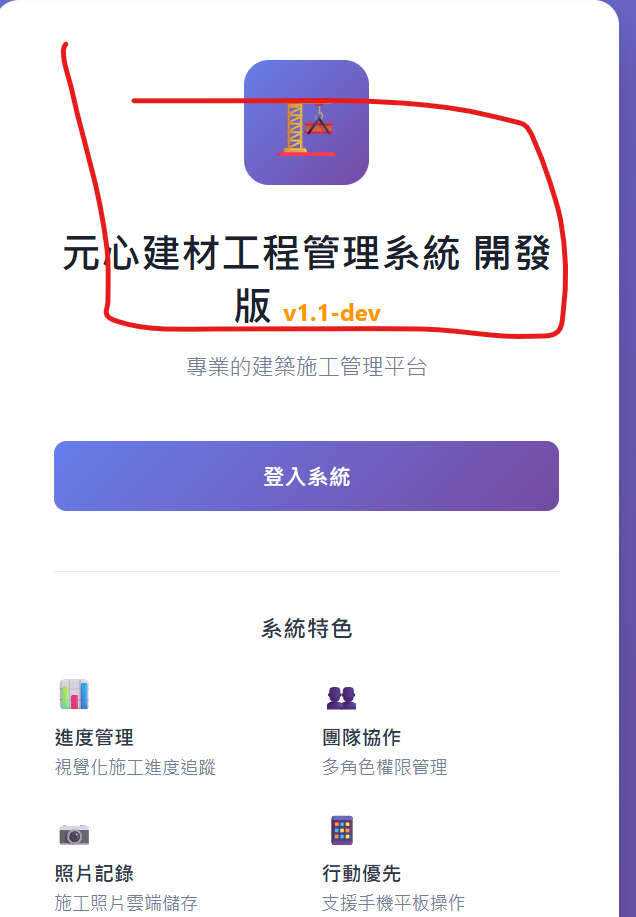 元心建材工程管理系統 開發
版 v1.1-dev
專業的建築施工管理平台
登入系統
系統特色
進度管理
視覺化施工進度追蹤
團隊協作
多角色權限管理
照片記錄
施工照片雲端儲存
行動優先
支援手機平板操作